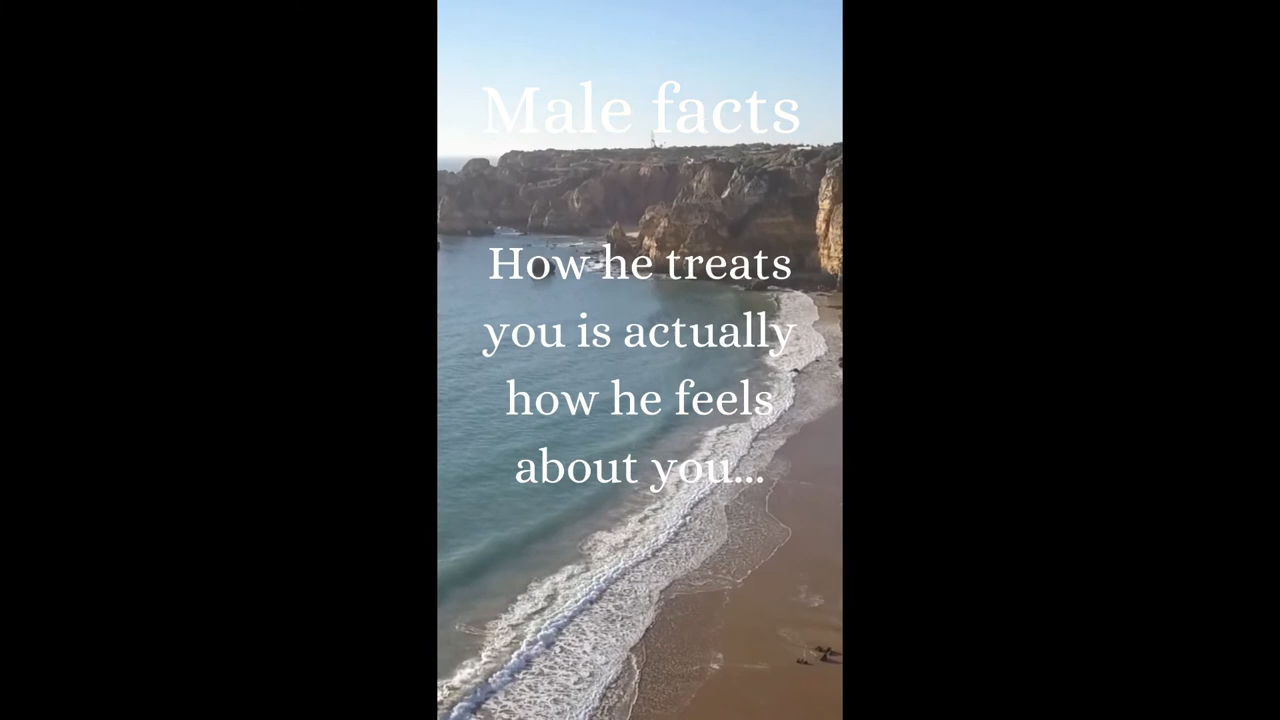 Male facts
How he treats
you is actually
how he feels
about you...